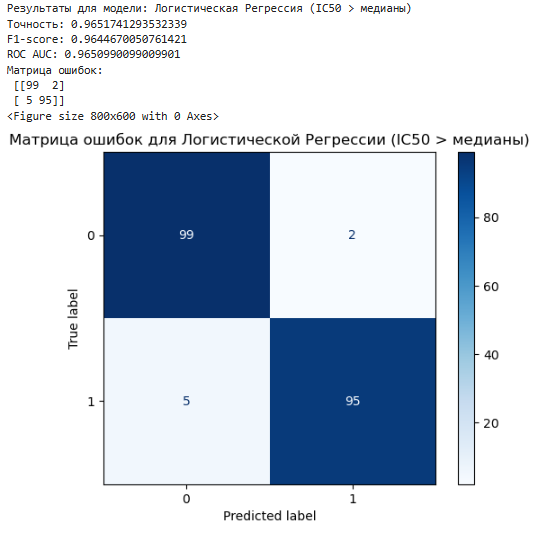 Результаты для модели: Логистическая Регрессия (IC50 > медианы)
Точность: 0.9651741293532339
F1-score: 0.9644670050761421
ROC AUC: 0.9650990099009901
Матрица ошибок:
[[99  2]
[ 5 95]]
<Figure size 800x600 with 0 Axes>
Матрица ошибок для Логистической Регрессии (IC50 > медианы)
0
99
2
1
5
95
0
1
True label
Predicted label
80
60
40
20